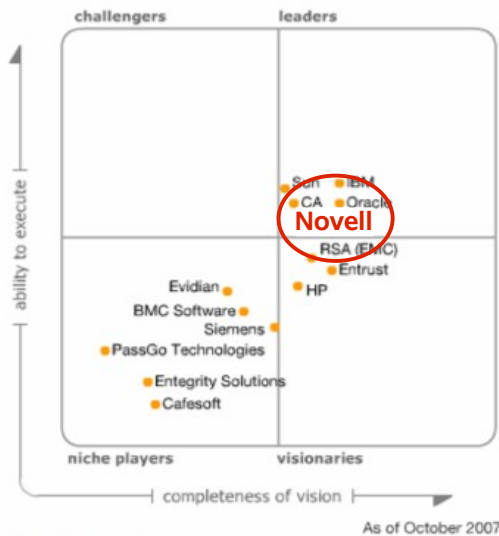 challengers
leaders
Sun
IBM
CA
Oracle
Novell
RSA (EMC)
Entrust
HP
Evidian
BMC Software
Siemens
PassGo Technologies
Entegrity Solutions
Cafesoft
niche players
visionaries
ability to execute
completeness of vision
As of October 2007